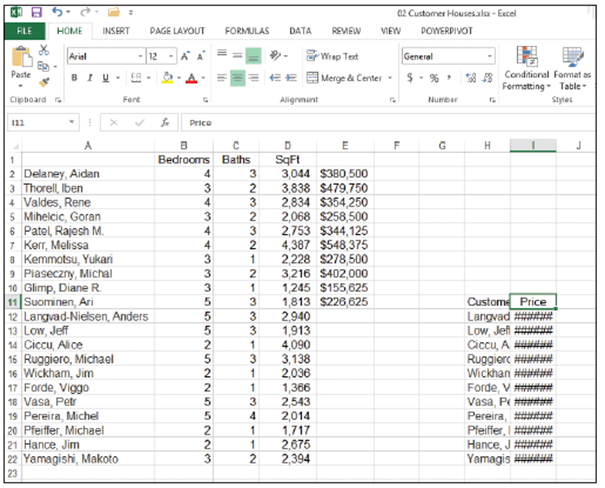 02 Customer Houses.xlsx - Excel
FILE HOME INSERT PAGE LAYOUT FORMULAS DATA REVIEW VIEW POWERPIVOT
Arial 12 A A Wrap Text General
Paste B I U A Merge & Center $ % , Conditional Format as
Formatting Table
Clipboard Font Alignment Number Styles
I11 fx Price
A B C D E F G H I J
1 Bedrooms Baths SqFt
2 Delaney, Aidan 4 3 3,044 $380,500
3 Thorell, Iben 3 2 3,838 $479,750
4 Valdes, Rene 4 3 2,834 $354,250
5 Mihelcic, Goran 3 2 2,068 $258,500
6 Patel, Rajesh M. 4 3 2,753 $344,125
7 Kerr, Melissa 4 2 4,387 $548,375
8 Kemmotsu, Yukari 3 1 2,228 $278,500
9 Piaseczny, Michal 3 2 3,216 $402,000
10 Glimp, Diane R. 3 1 1,245 $155,625
11 Suominen, Ari 5 3 1,813 $226,625 Custome Price
12 Langvad-Nielsen, Anders 5 3 2,940 Langvad ######
13 Low, Jeff 5 3 1,913 Low, Jeff ######
14 Ciccu, Alice 2 1 4,090 Ciccu, A ######
15 Ruggiero, Michael 5 3 3,138 Ruggierc ######
16 Wickham, Jim 2 1 2,036 Wickhan ######
17 Forde, Viggo 2 1 1,366 Forde, V ######
18 Vasa, Petr 5 3 2,543 Vasa, Pe ######
19 Pereira, Michel 5 4 2,014 Pereira, ######
20 Pfeiffer, Michael 2 1 1,717 Pfeiffer, ######
21 Hance, Jim 2 1 2,675 Hance, J ######
22 Yamagishi, Makoto 3 2 2,394 Yamagis ######
23